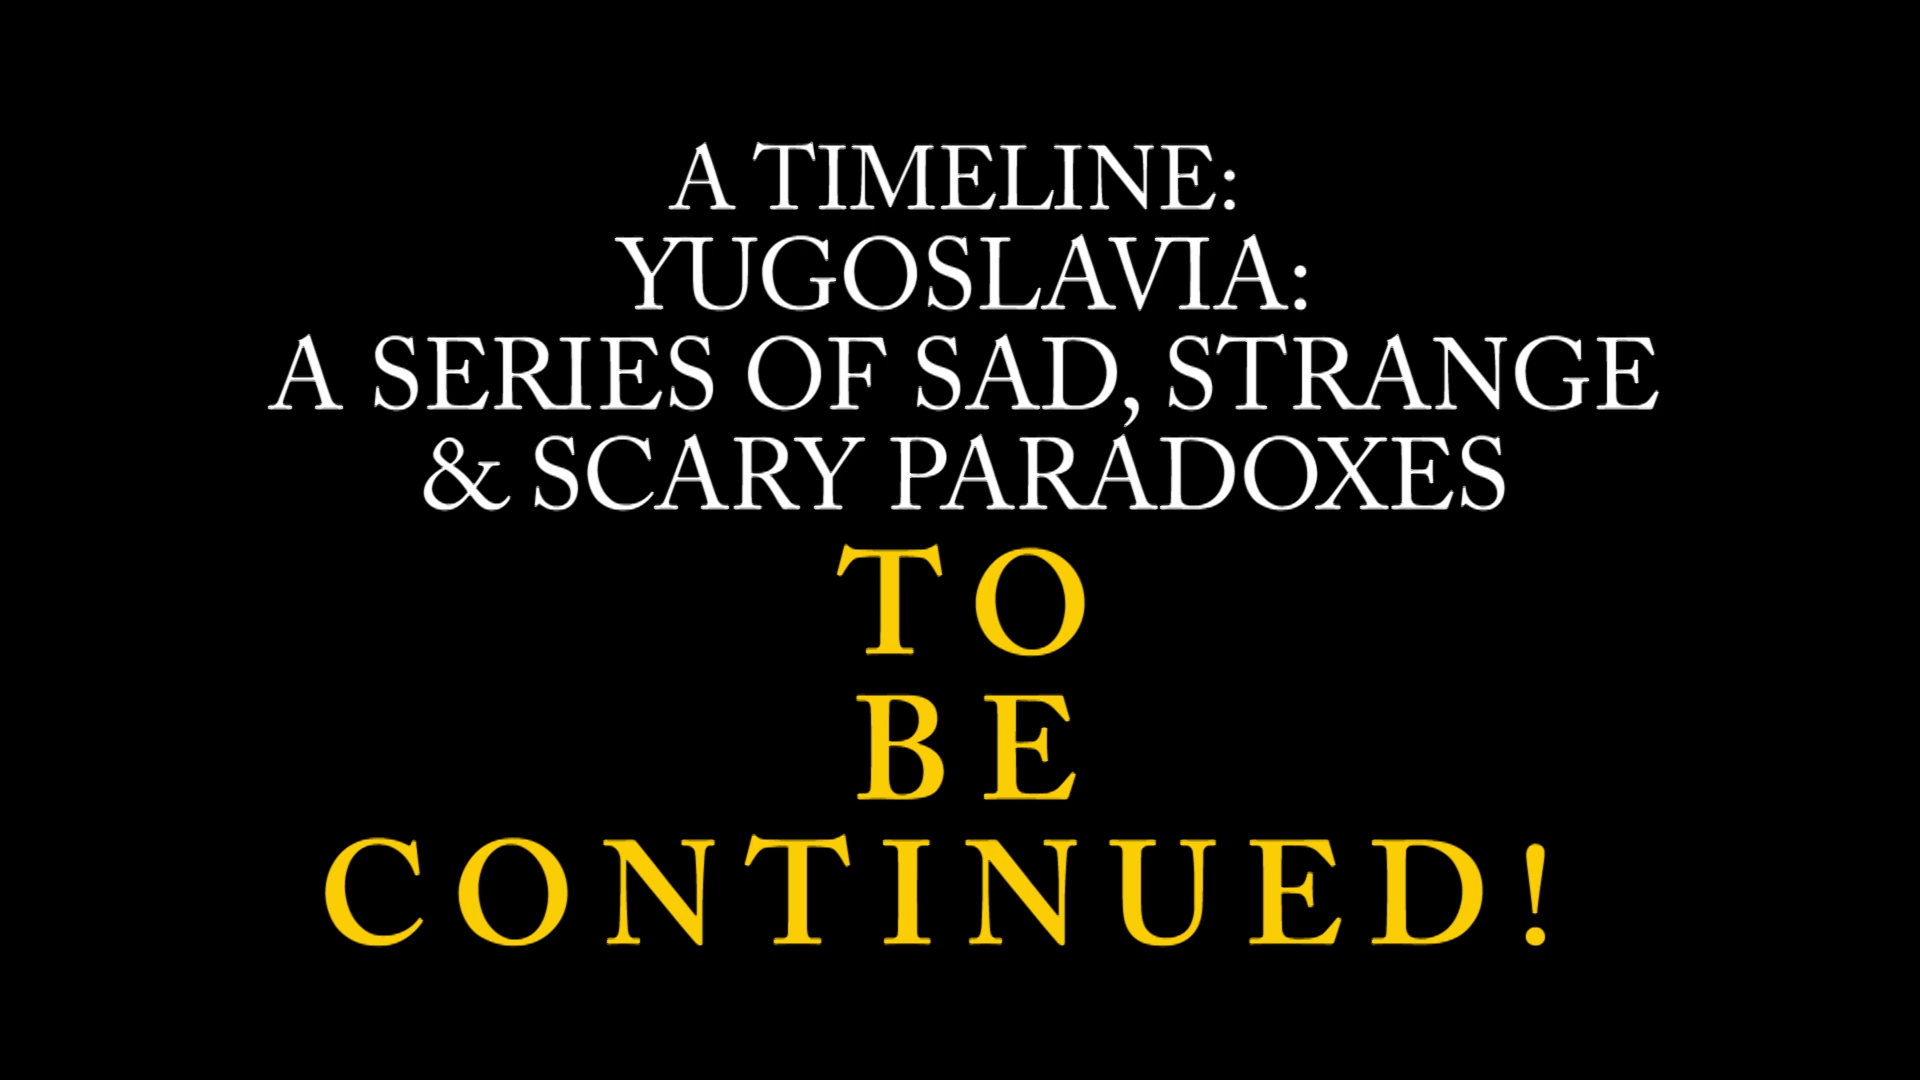 A TIMELINE:
YUGOSLAVIA:
A SERIES OF SAD, STRANGE
& SCARY PARADOXES
TO
BE
CONTINUED!